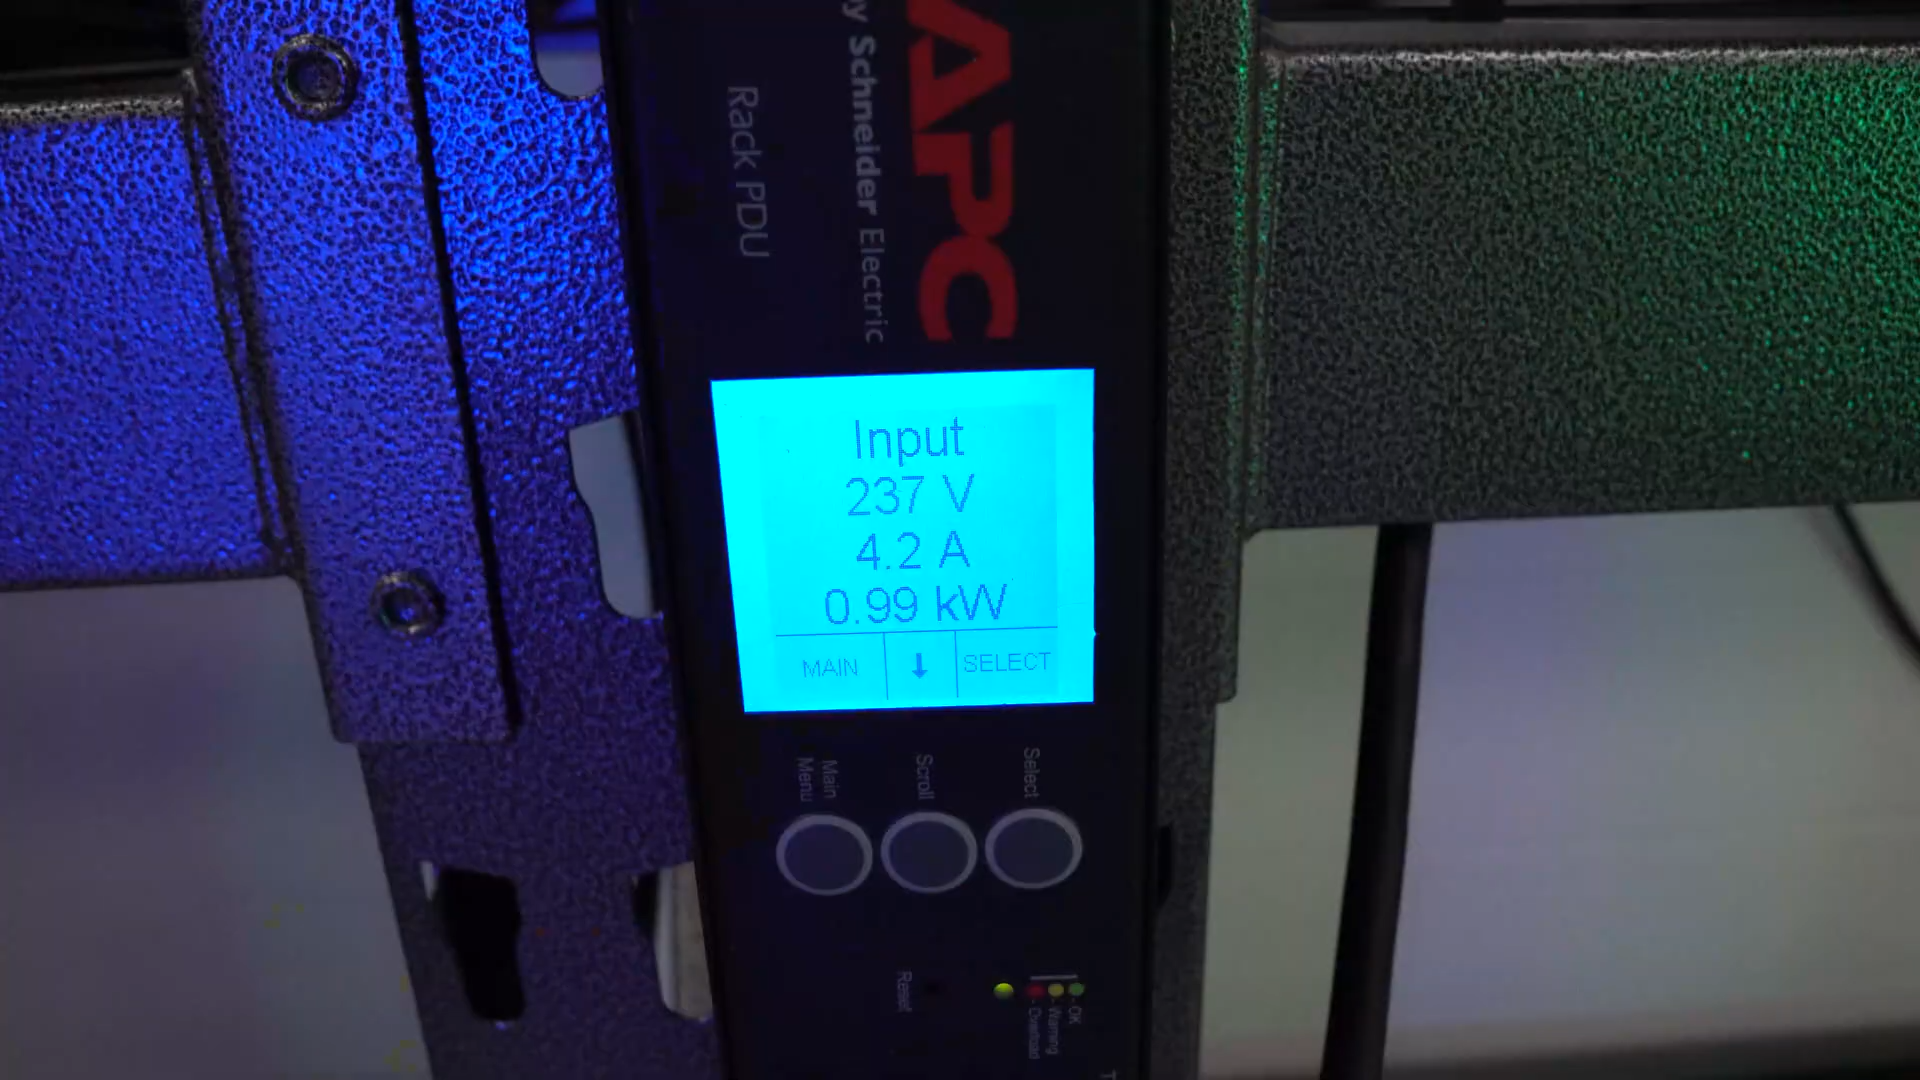 APC
by Schneider Electric
Rack PDU
Input
237 V
4.2 A
0.99 kW
MAIN ↓ SELECT
Main
Menu
Scroll
Select
Reset
- OK
- Warning
- Overload